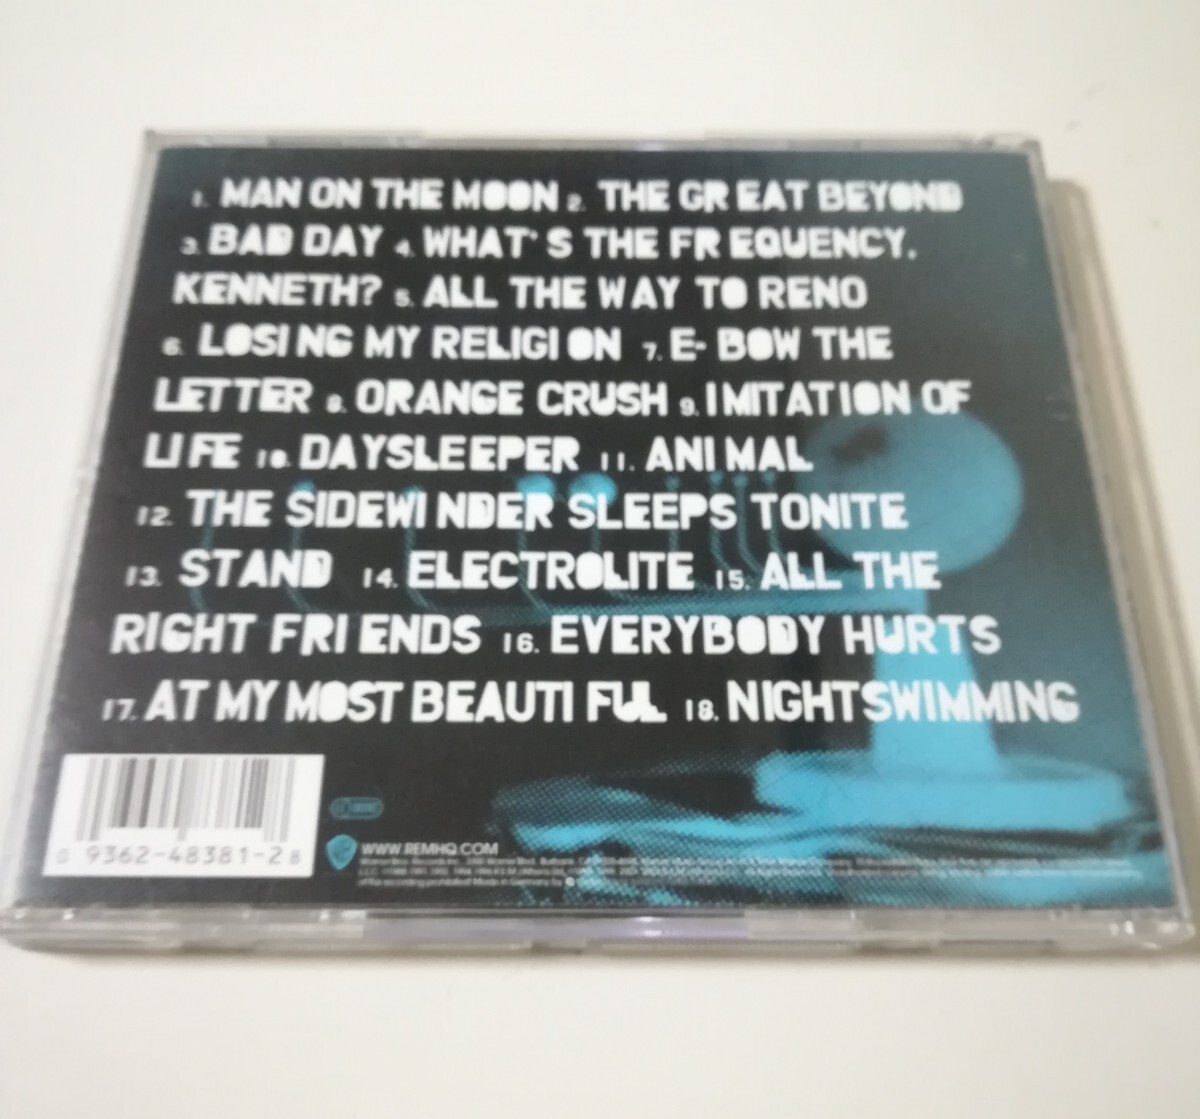 1. MAN ON THE MOON 2. THE GREAT BEYOND
3. BAD DAY 4. WHAT'S THE FREQUENCY.
KENNETH? 5. ALL THE WAY TO RENO
6. LOSING MY RELIGION 7. E-BOW THE
LETTER 8. ORANGE CRUSH 9. IMITATION OF
LIFE 10. DAYSLEEPER 11. ANIMAL
12. THE SIDEWINDER SLEEPS TONITE
13. STAND 14. ELECTROLITE 15. ALL THE
RIGHT FRIENDS 16. EVERYBODY HURTS
17. AT MY MOST BEAUTIFUL 18. NIGHTSWIMMING
0 9362-48381-2 8
WWW.REMHQ.COM